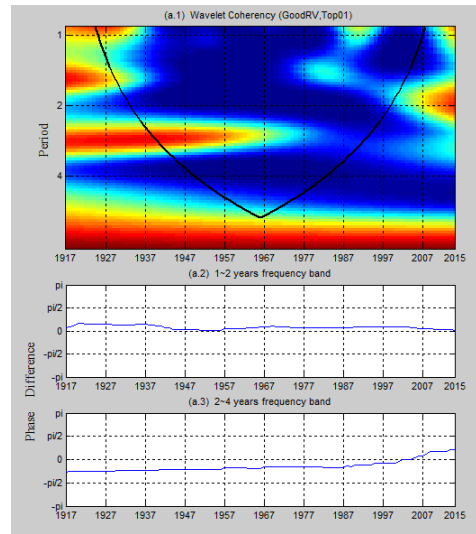 (a.1) Wavelet Coherency (GoodRV,Top01)
1
2
4
Period
1917 1927 1937 1947 1957 1967 1977 1987 1997 2007 2015
(a.2) 1~2 years frequency band
pi
pi/2
0
-pi/2
-pi
1917 1927 1937 1947 1957 1967 1977 1987 1997 2007 2015
Phase Difference
(a.3) 2~4 years frequency band
pi
pi/2
0
-pi/2
-pi
1917 1927 1937 1947 1957 1967 1977 1987 1997 2007 2015